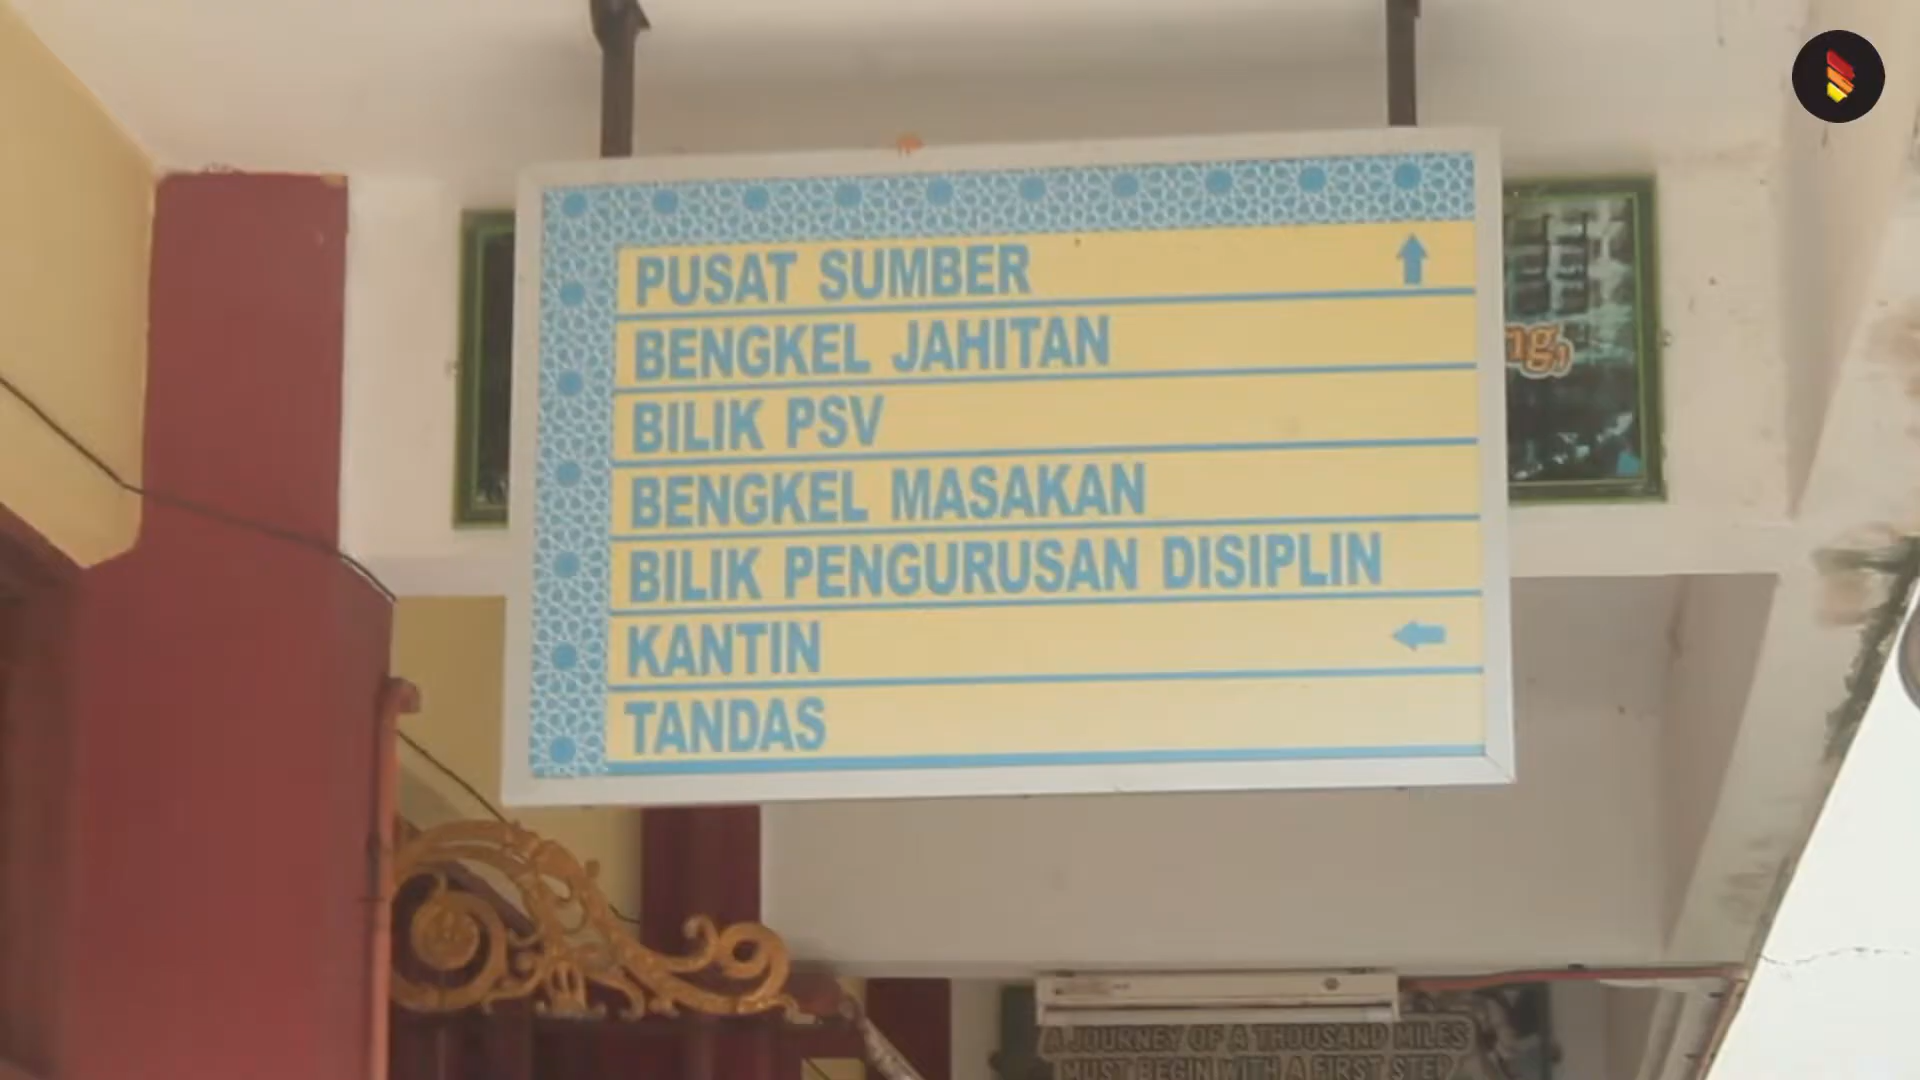 PUSAT SUMBER
BENGKEL JAHITAN
BILIK PSV
BENGKEL MASAKAN
BILIK PENGURUSAN DISIPLIN
KANTIN
TANDAS
ng,
A JOURNEY OF A THOUSAND MILES
MUST BEGIN WITH A FIRST STEP